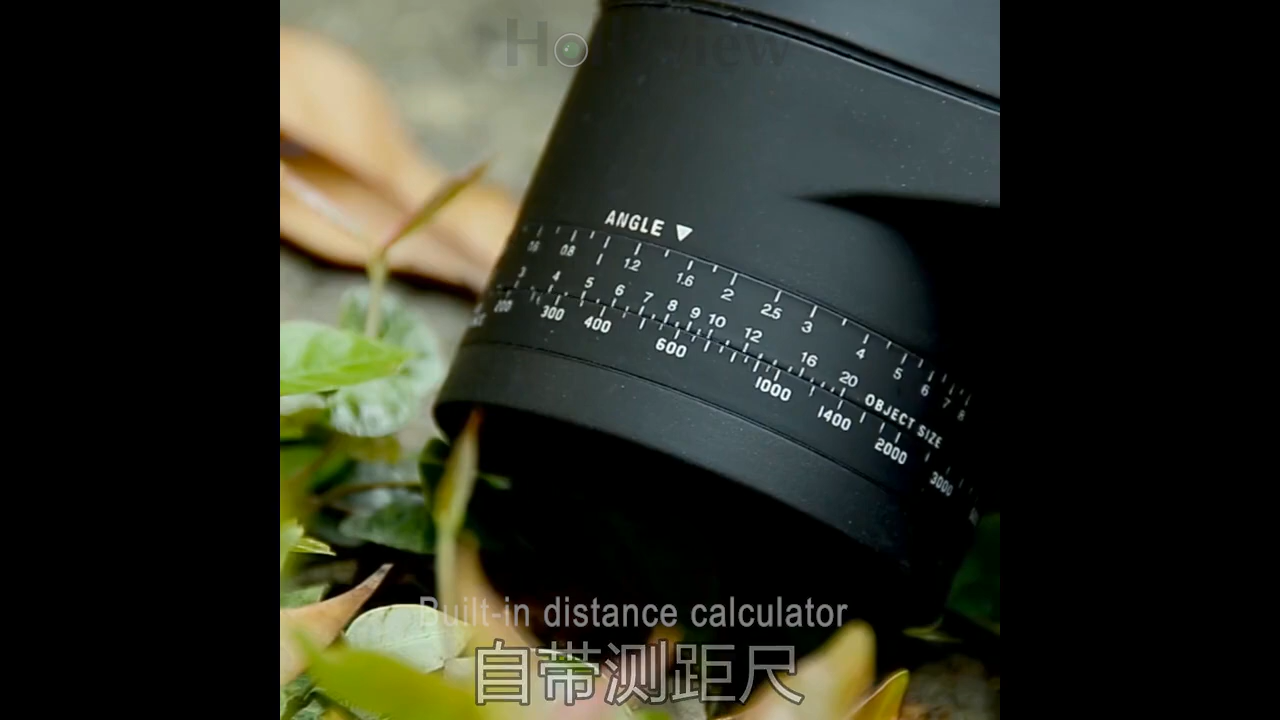 ANGLE ▼
0.8 1.2 1.6 2 2.5 3 4 5 6 7 8
3 4 5 6 7 8 9 10 12 16 20 OBJECT SIZE
200 300 400 600 1000 1400 2000 3000
Built-in distance calculator
自带测距尺